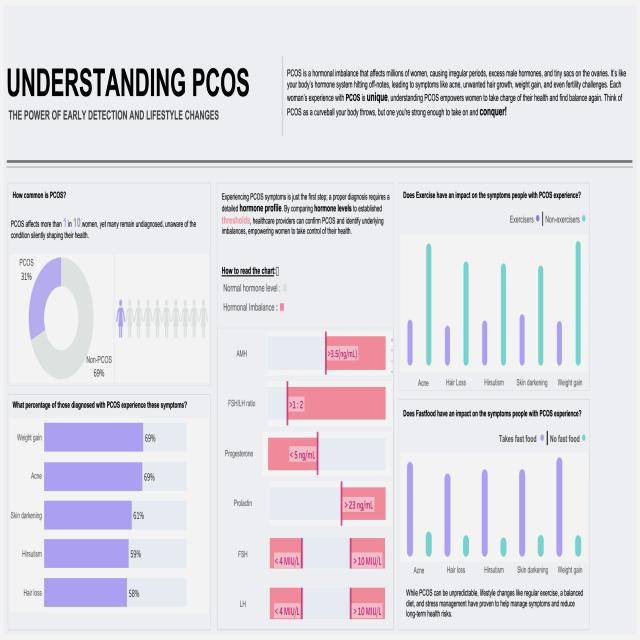 UNDERSTANDING PCOS
THE POWER OF EARLY DETECTION AND LIFESTYLE CHANGES
PCOS is a hormonal imbalance that affects millions of women, causing irregular periods, excess male hormones, and tiny sacs on the ovaries. It's like
your body's hormone system hitting off-notes, leading to symptoms like acne, unwanted hair growth, weight gain, and even fertility challenges. Each
woman's experience with PCOS is unique, understanding PCOS empowers women to take charge of their health and find balance again. Think of
PCOS as a curveball your body throws, but one you're strong enough to take on and conquer!
How common is PCOS?
PCOS affects more than 1 in 10 women, yet many remain undiagnosed, unaware of the
condition silently shaping their health.
PCOS
31%
Non-PCOS
69%
What percentage of those diagnosed with PCOS experience these symptoms?
Weight gain 69%
Acne 69%
Skin darkening 61%
Hirsutism 59%
Hair loss 58%
Experiencing PCOS symptoms is just the first step; a proper diagnosis requires a
detailed hormone profile. By comparing hormone levels to established
thresholds, healthcare providers can confirm PCOS and identify underlying
imbalances, empowering women to take control of their health.
How to read the chart:
Normal hormone level :
Hormonal Imbalance :
AMH >3.5(ng/mL)
FSH/LH ratio >1 : 2
Progesterone < 5 ng/mL
Prolactin > 23 ng/mL
FSH < 4 MIU/L > 10 MIU/L
LH < 4 MIU/L > 10 MIU/L
Does Exercise have an impact on the symptoms people with PCOS experience?
Exercisers | Non-exercisers
Acne Hair Loss Hirsutism Skin darkening Weight gain
Does Fastfood have an impact on the symptoms people with PCOS experience?
Takes fast food | No fast food
Acne Hair loss Hirsutism Skin darkening Weight gain
While PCOS can be unpredictable, lifestyle changes like regular exercise, a balanced
diet, and stress management have proven to help manage symptoms and reduce
long-term health risks.